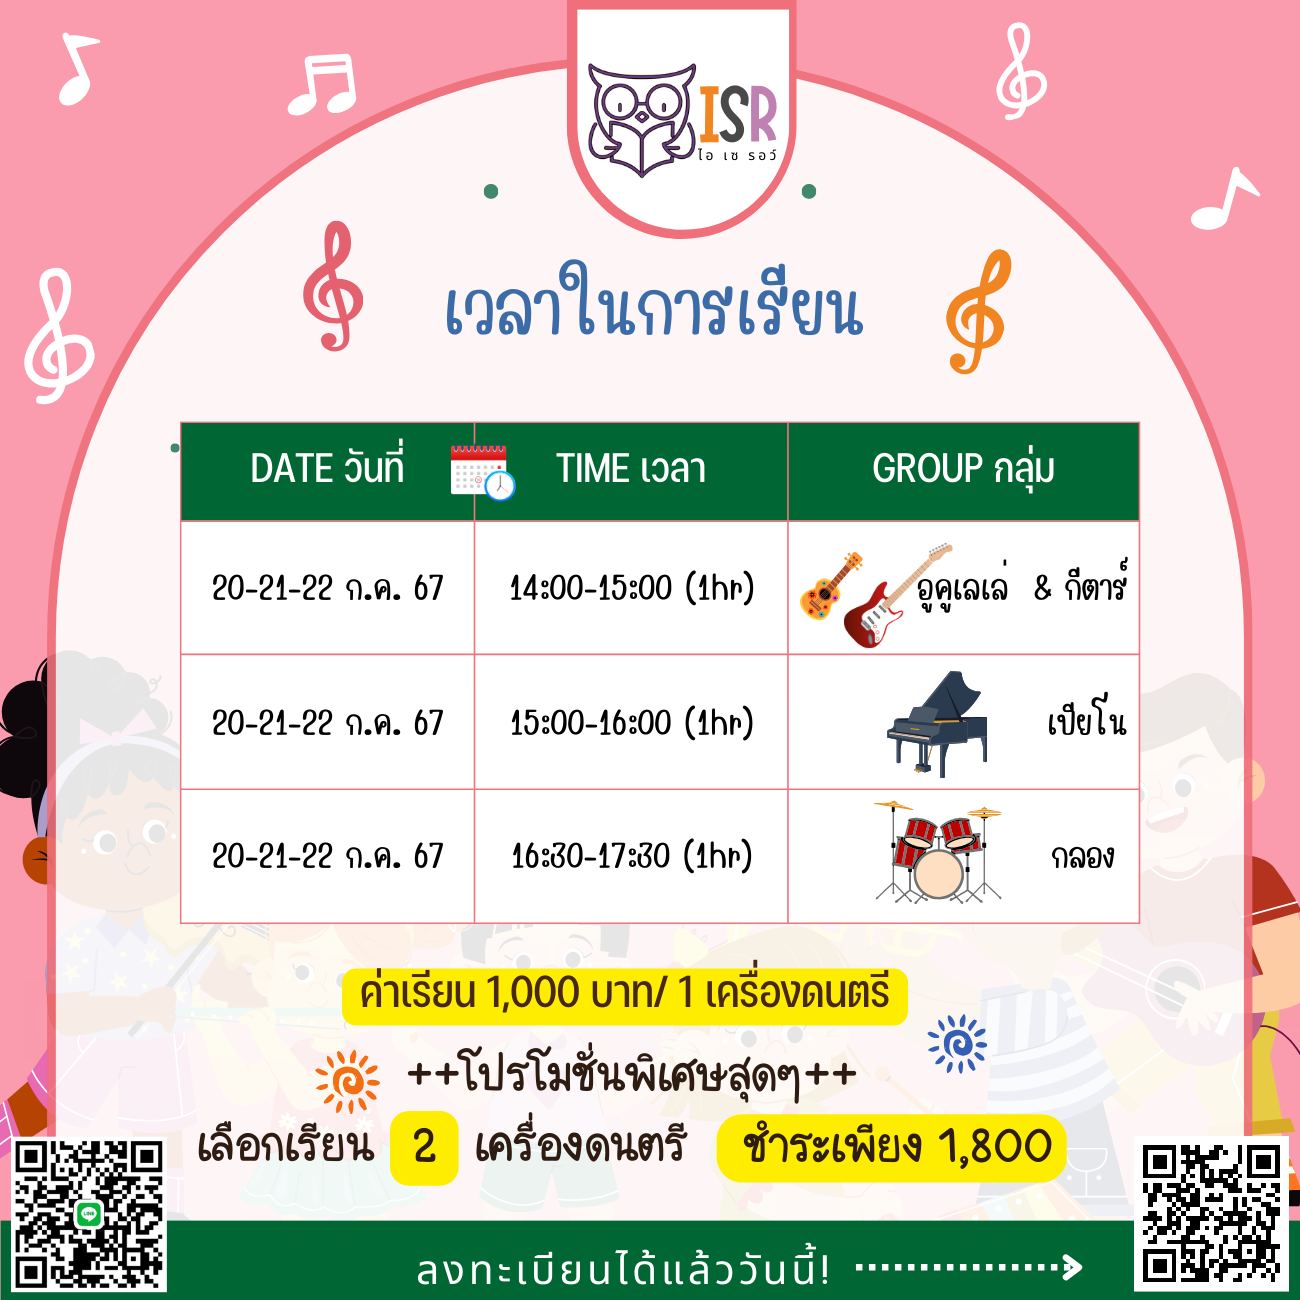 ISR
ไอ เซ รอว์
เวลาในการเรียน
DATE วันที่ TIME เวลา GROUP กลุ่ม
20-21-22 ก.ค. 67 14:00-15:00 (1hr) อูคูเลเล่ & กีตาร์
20-21-22 ก.ค. 67 15:00-16:00 (1hr) เปียโน
20-21-22 ก.ค. 67 16:30-17:30 (1hr) กลอง
ค่าเรียน 1,000 บาท/ 1 เครื่องดนตรี
++โปรโมชั่นพิเศษสุดๆ++
เลือกเรียน 2 เครื่องดนตรี ชำระเพียง 1,800
LINE
ลงทะเบียนได้แล้ววันนี้!